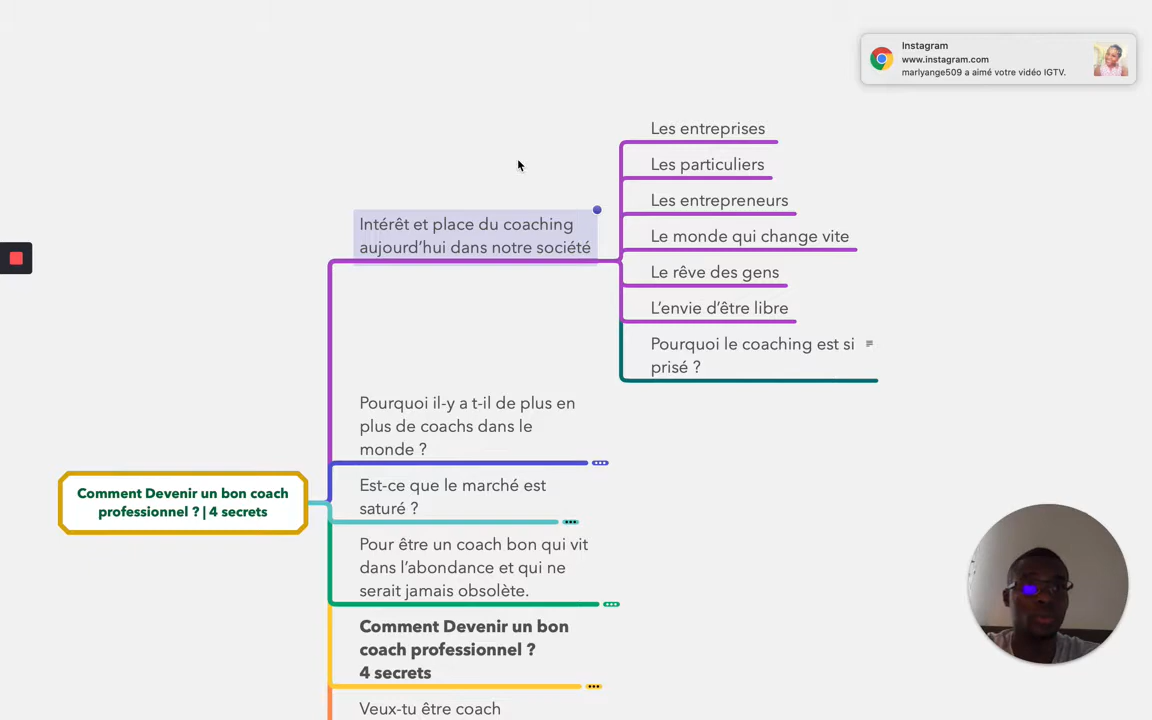 Instagram
www.instagram.com
marlyange509 a aimé votre vidéo IGTV.
Les entreprises
Les particuliers
Les entrepreneurs
Intérêt et place du coaching
aujourd’hui dans notre société
Le monde qui change vite
Le rêve des gens
L’envie d’être libre
Pourquoi le coaching est si
prisé ?
Pourquoi il-y a t-il de plus en
plus de coachs dans le
monde ?
Comment Devenir un bon coach
professionnel ? | 4 secrets
Est-ce que le marché est
saturé ?
Pour être un coach bon qui vit
dans l’abondance et qui ne
serait jamais obsolète.
Comment Devenir un bon
coach professionnel ?
4 secrets
Veux-tu être coach